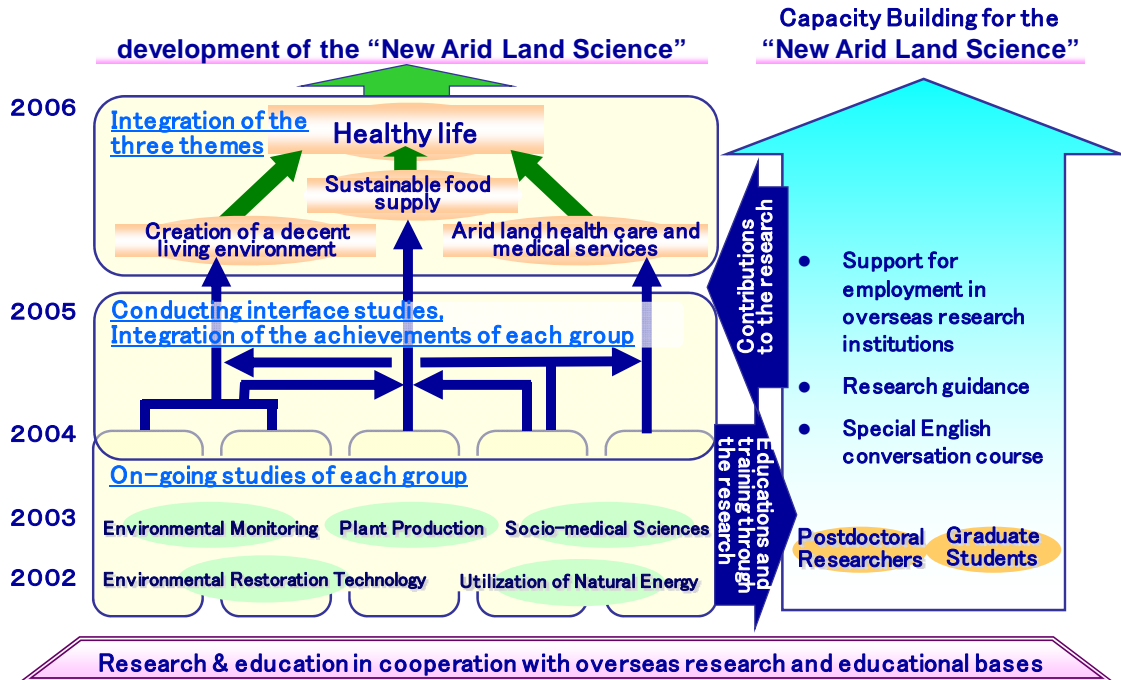 development of the “New Arid Land Science”
Capacity Building for the
“New Arid Land Science”
2006
Integration of the
three themes
Healthy life
Sustainable food
supply
Creation of a decent
living environment
Arid land health care and
medical services
2005
Conducting interface studies,
Integration of the achievements of each group
2004
On-going studies of each group
2003
Environmental Monitoring
Plant Production
Socio-medical Sciences
2002
Environmental Restoration Technology
Utilization of Natural Energy
Contributions
to the research
Educations and
training through
the research
● Support for
employment in
overseas research
institutions
● Research guidance
● Special English
conversation course
Postdoctoral
Researchers
Graduate
Students
Research & education in cooperation with overseas research and educational bases